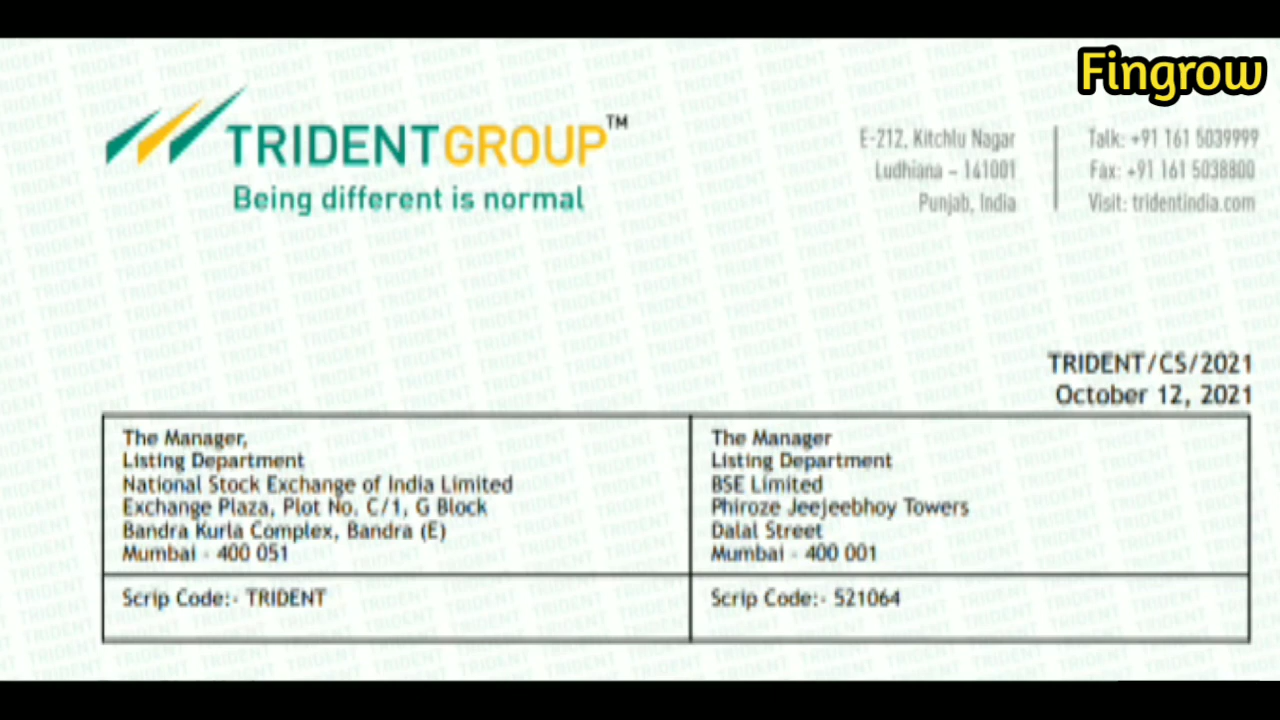 Fingrow
TRIDENTGROUP™
Being different is normal
E-212, Kitchlu Nagar
Ludhiana – 141001
Punjab, India
Talk: +91 161 5039999
Fax: +91 161 5038800
Visit: tridentindia.com
TRIDENT/CS/2021
October 12, 2021
The Manager,
Listing Department
National Stock Exchange of India Limited
Exchange Plaza, Plot No. C/1, G Block
Bandra Kurla Complex, Bandra (E)
Mumbai - 400 051
Scrip Code:- TRIDENT
The Manager
Listing Department
BSE Limited
Phiroze Jeejeebhoy Towers
Dalal Street
Mumbai - 400 001
Scrip Code:- 521064